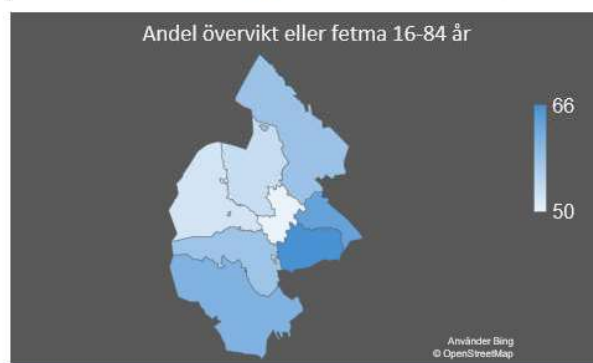 Andel övervikt eller fetma 16-84 år
66
50
Använder Bing
© OpenStreetMap